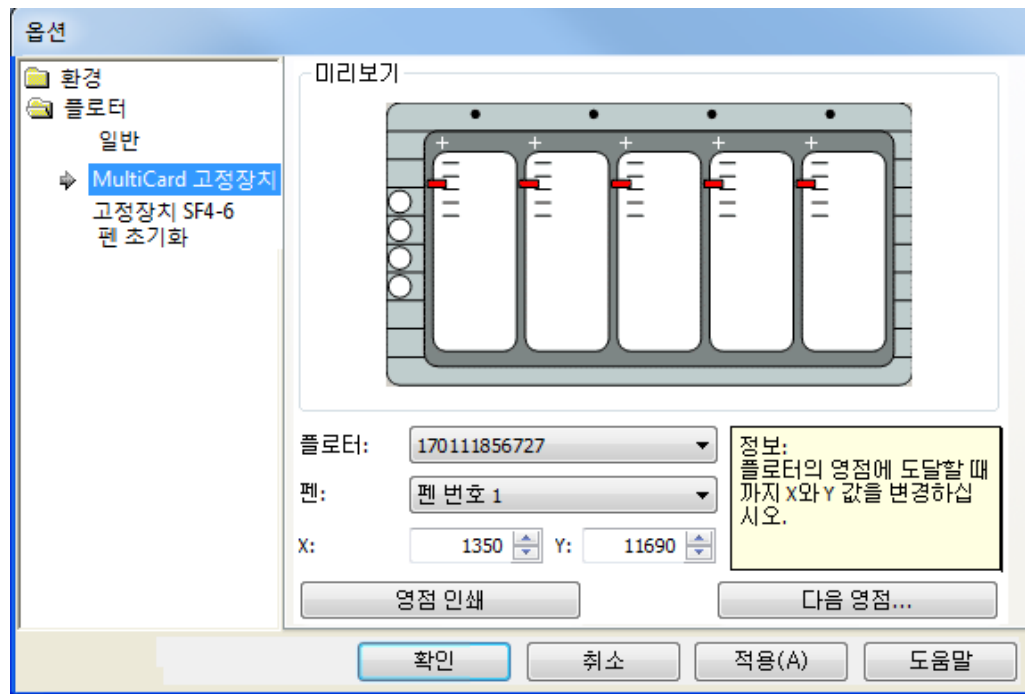 옵션
환경
플로터
일반
MultiCard 고정장치
고정장치 SF4-6
펜 초기화
미리보기
플로터: 170111856727
펜: 펜 번호 1
X: 1350 Y: 11690
정보:
플로터의 영점에 도달할 때
까지 X와 Y 값을 변경하십
시오.
영점 인쇄
다음 영점...
확인 취소 적용(A) 도움말